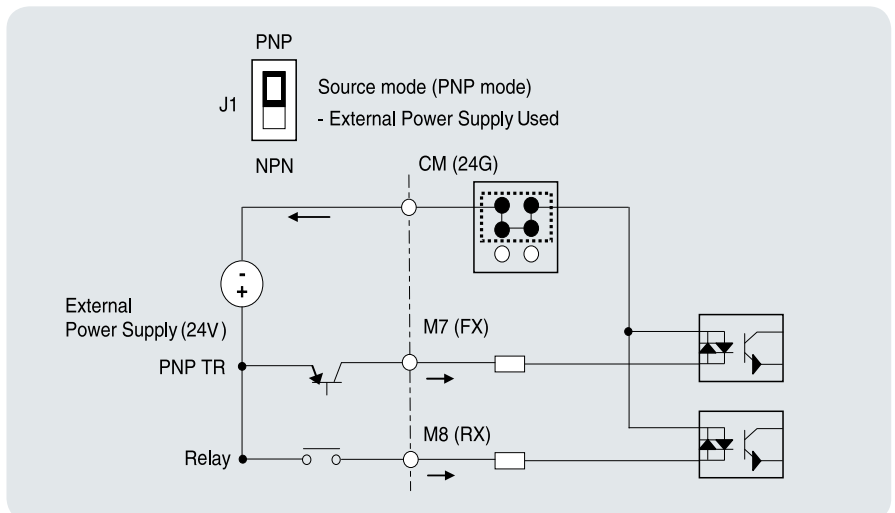 PNP
J1
Source mode (PNP mode)
- External Power Supply Used
NPN
CM (24G)
-
+
External
Power Supply (24V)
M7 (FX)
PNP TR
M8 (RX)
Relay